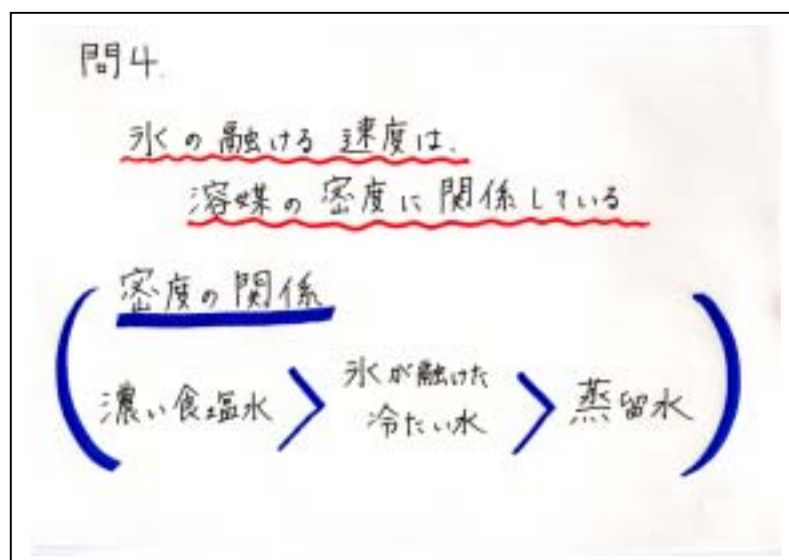 問4.
氷の融ける速度は、
溶媒の密度に関係している
密度の関係
濃い食塩水 > 氷が融けた冷たい水 > 蒸留水